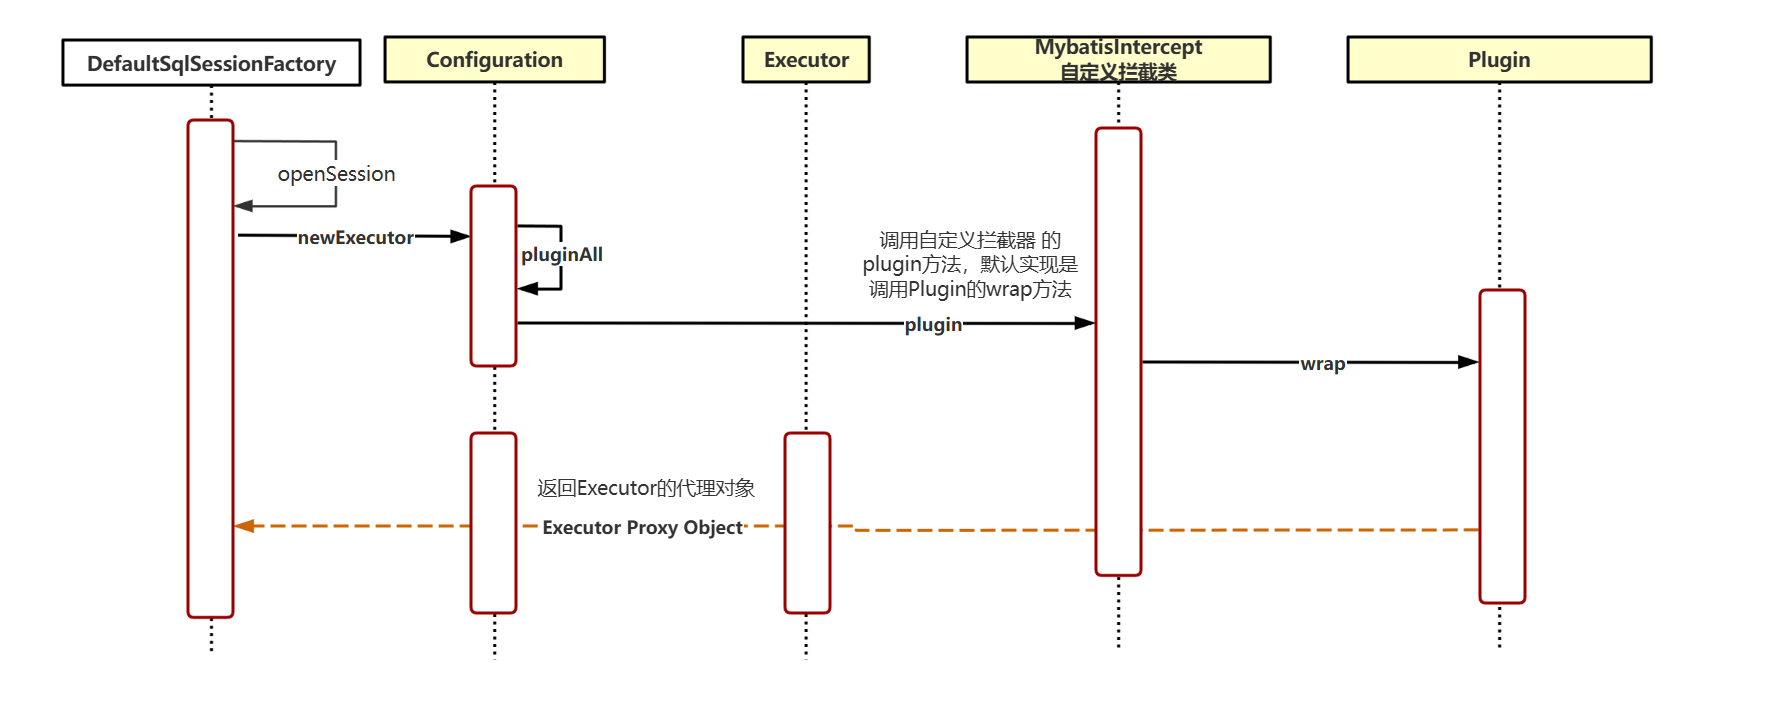 DefaultSqlSessionFactory
Configuration
Executor
MybatisIntercept
自定义拦截类
Plugin
openSession
newExecutor
pluginAll
调用自定义拦截器 的
plugin方法，默认实现是
调用Plugin的wrap方法
plugin
wrap
返回Executor的代理对象
Executor Proxy Object